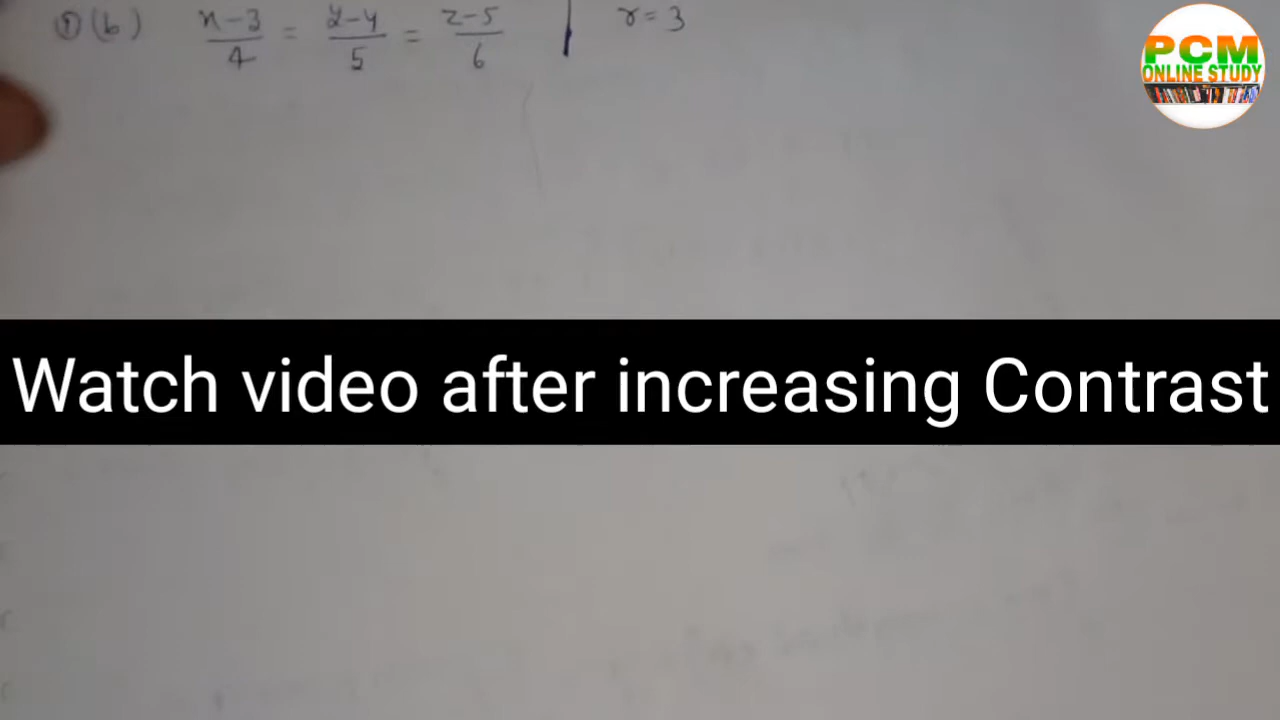 ① (b) x-3/4 = y-4/5 = z-5/6 | r = 3
PCM
ONLINE STUDY
Watch video after increasing Contrast